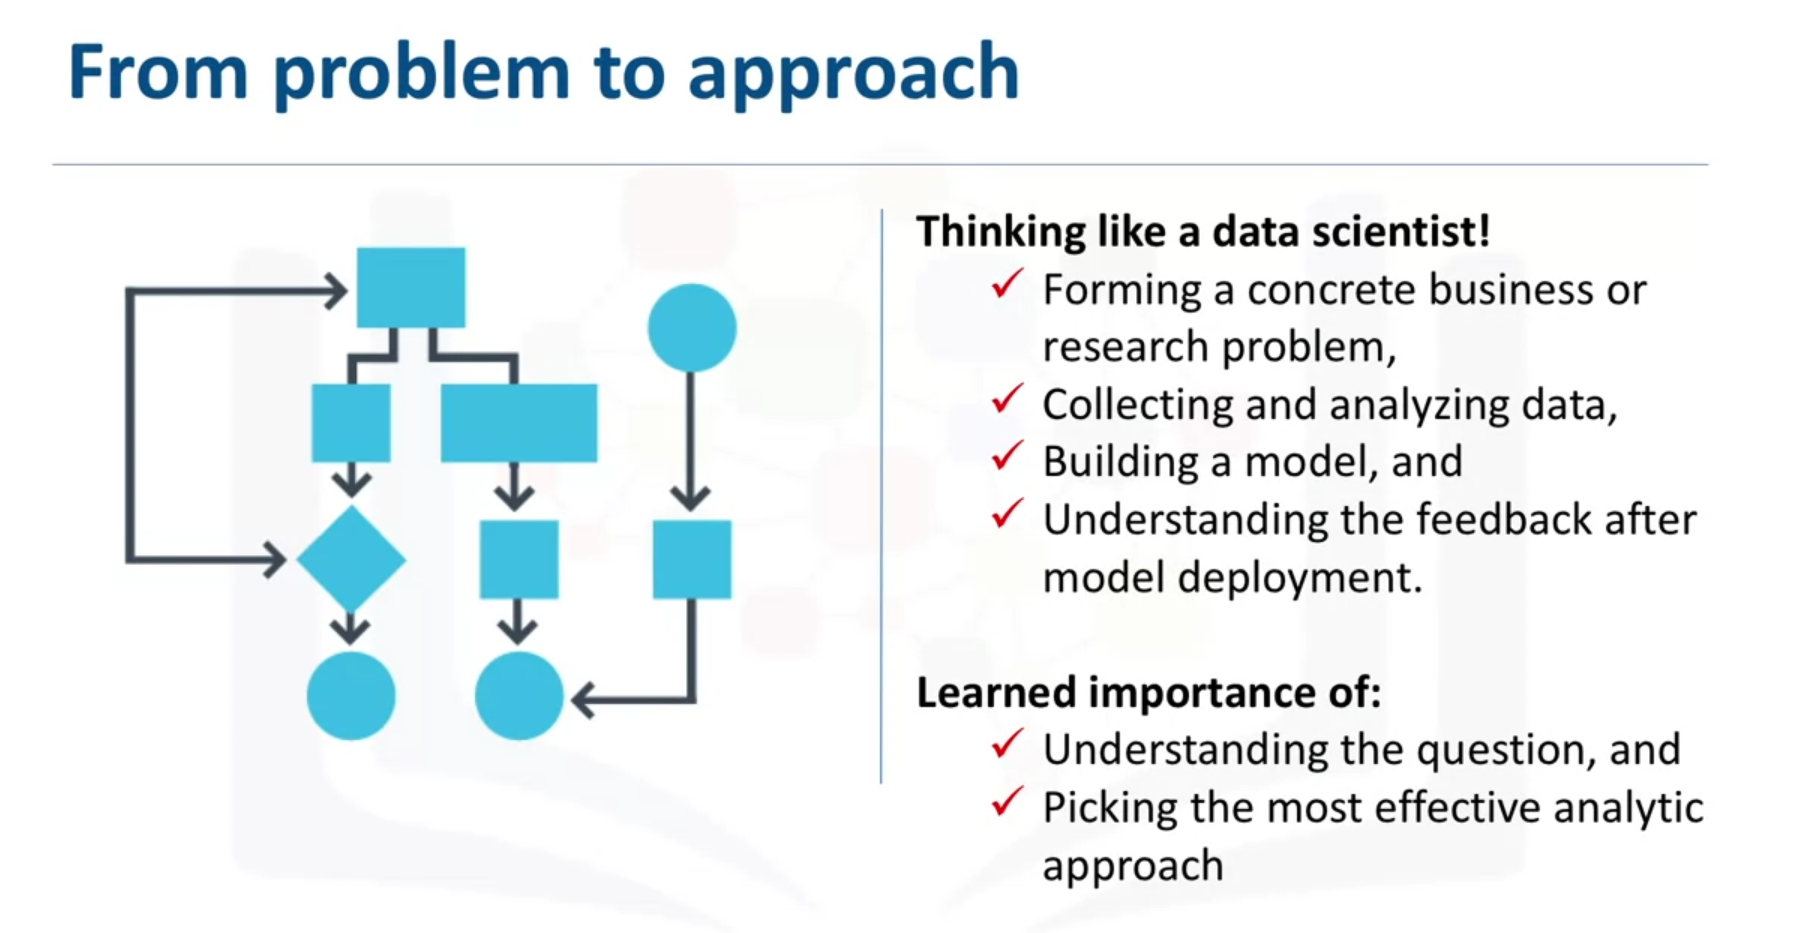 From problem to approach
Thinking like a data scientist!
✓ Forming a concrete business or
research problem,
✓ Collecting and analyzing data,
✓ Building a model, and
✓ Understanding the feedback after
model deployment.
Learned importance of:
✓ Understanding the question, and
✓ Picking the most effective analytic
approach